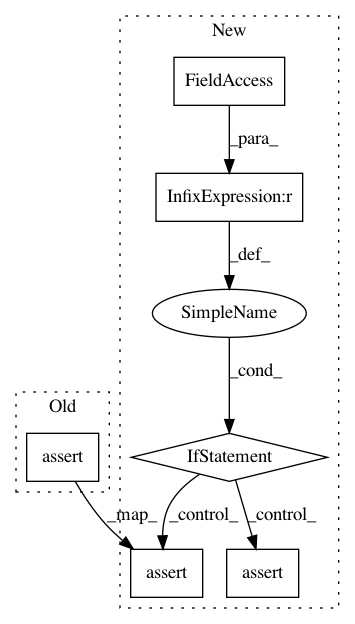 New
FieldAccess
_para_
InfixExpression:r
_def_
SimpleName
_cond_
Old
assert
IfStatement
_map_
_control_
_control_
assert
assert